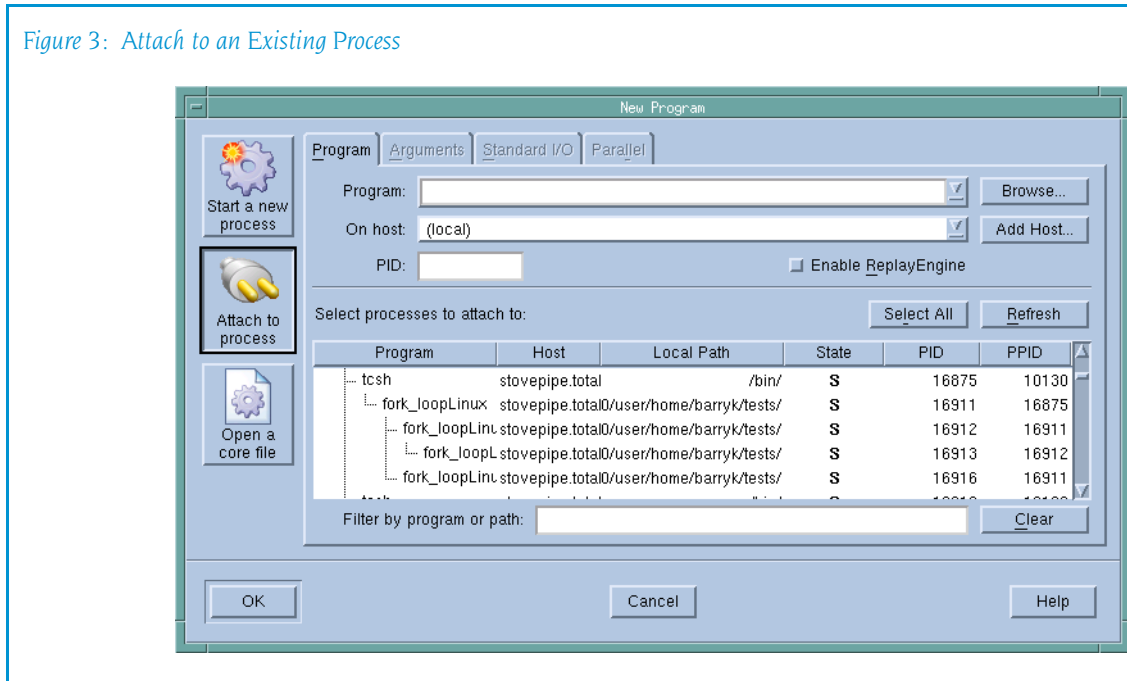 Figure 3: Attach to an Existing Process
New Program
Start a new
process
Attach to
process
Open a
core file
Program Arguments Standard I/O Parallel
Program: Browse...
On host: (local) Add Host...
PID: Enable ReplayEngine
Select processes to attach to: Select All Refresh
Program Host Local Path State PID PPID
tcsh stovepipe.total /bin/ S 16875 10130
fork_loopLinux stovepipe.total0/user/home/barryk/tests/ S 16911 16875
fork_loopLinu stovepipe.total0/user/home/barryk/tests/ S 16912 16911
fork_loopL stovepipe.total0/user/home/barryk/tests/ S 16913 16912
fork_loopLinu stovepipe.total0/user/home/barryk/tests/ S 16916 16911
Filter by program or path: Clear
OK Cancel Help